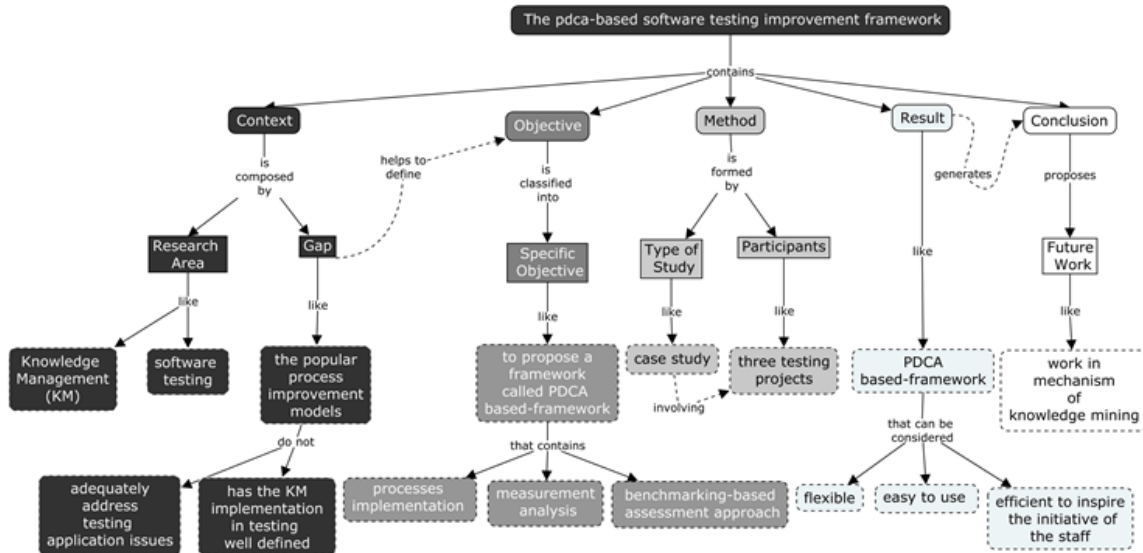 The pdca-based software testing improvement framework
contains
Context
Objective
Method
Result
Conclusion
is
composed
by
helps to
define
is
classified
into
is
formed
by
generates
proposes
Research
Area
Gap
Specific
Objective
Type of
Study
Participants
like
Future
Work
like
like
like
like
like
like
Knowledge
Management
(KM)
software
testing
the popular
process
improvement
models
to propose a
framework
called PDCA
based-framework
case study
three testing
projects
involving
PDCA
based-framework
work in
mechanism
of
knowledge mining
do not
that contains
that can be
considered
adequately
address
testing
application issues
has the KM
implementation
in testing
well defined
processes
implementation
measurement
analysis
benchmarking-based
assessment approach
flexible
easy to use
efficient to inspire
the initiative of
the staff